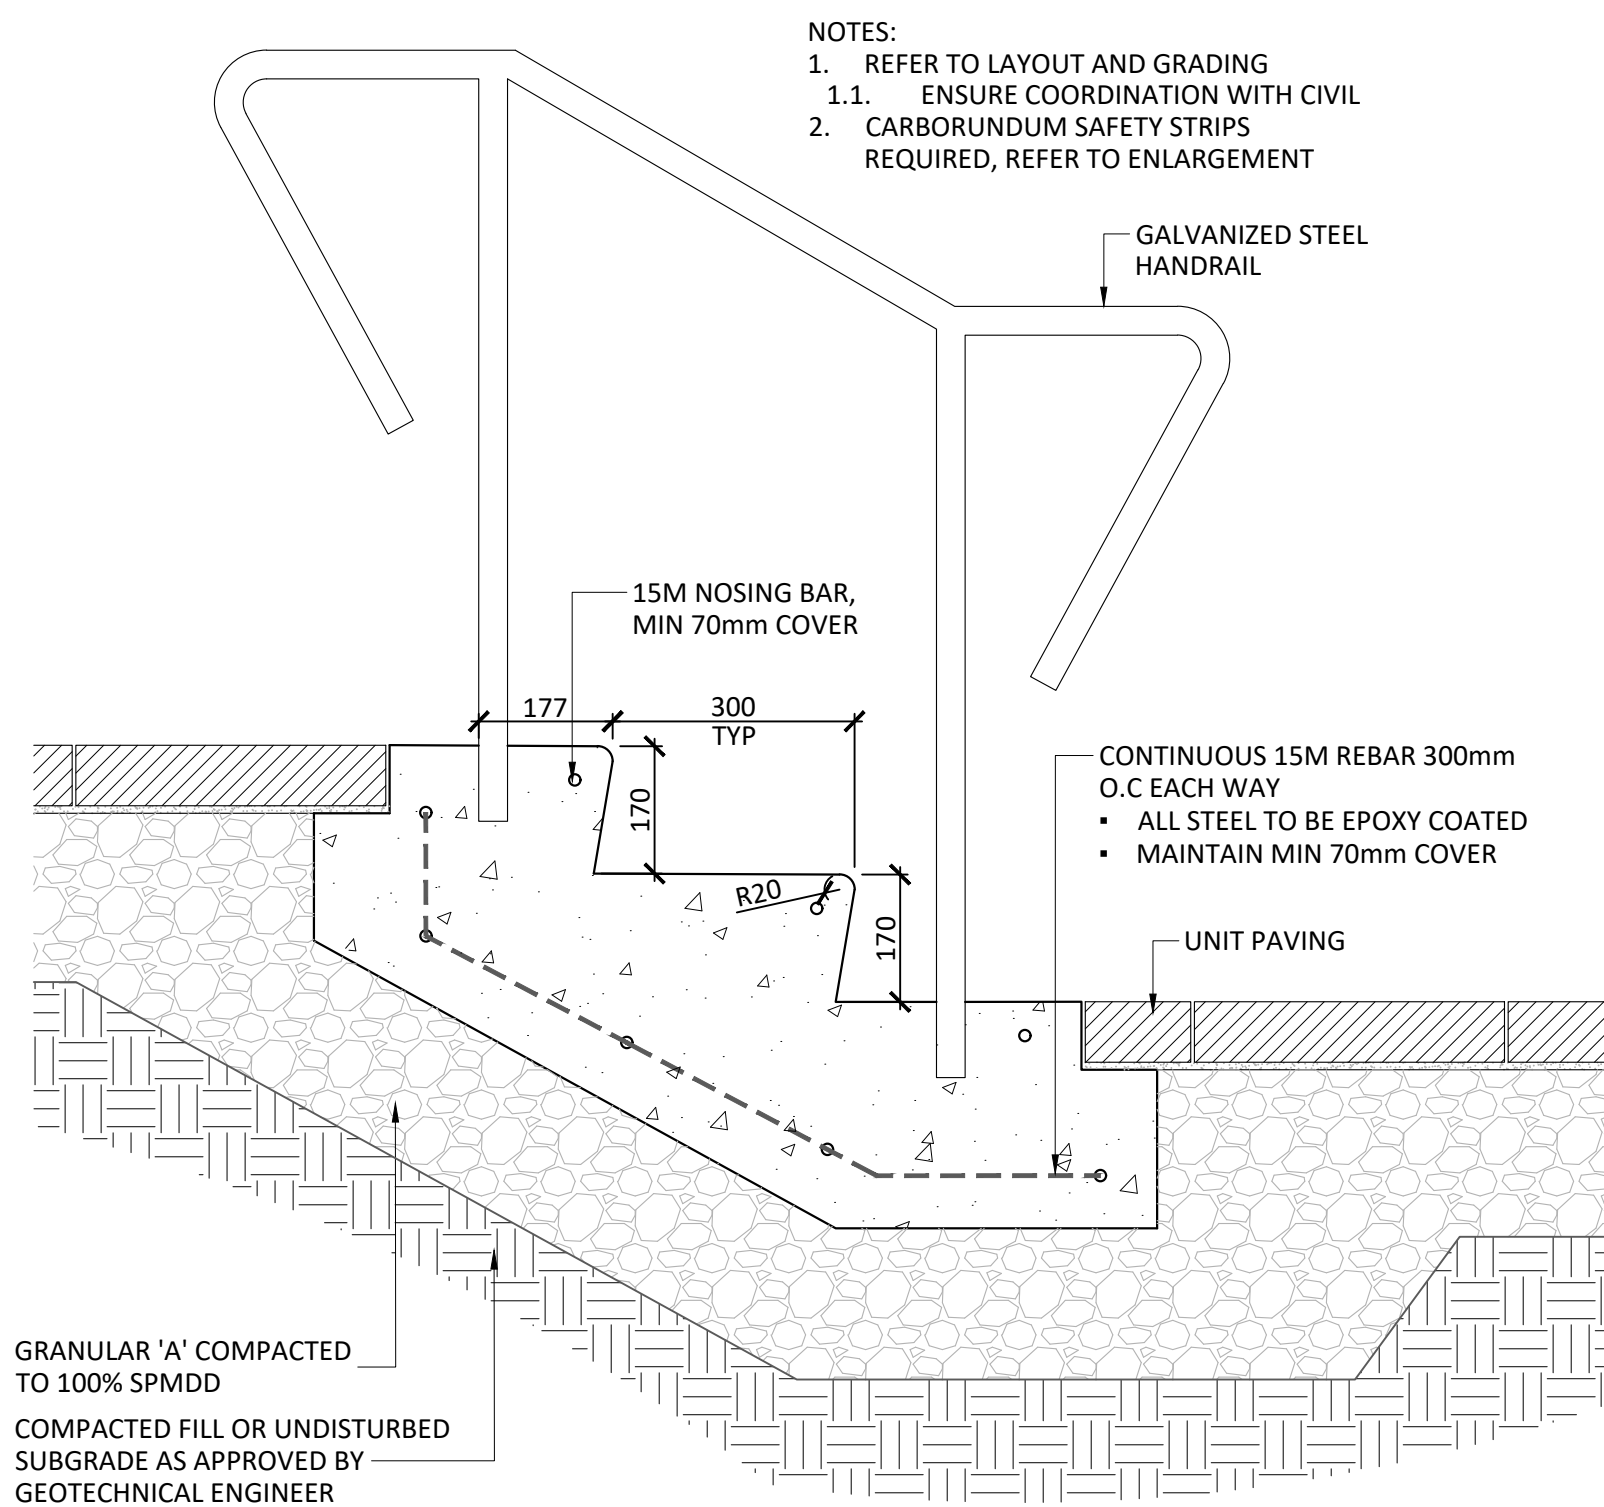 NOTES:
1. REFER TO LAYOUT AND GRADING
1.1. ENSURE COORDINATION WITH CIVIL
2. CARBORUNDUM SAFETY STRIPS
REQUIRED, REFER TO ENLARGEMENT
GALVANIZED STEEL
HANDRAIL
15M NOSING BAR,
MIN 70mm COVER
177
300
TYP
170
R20
170
CONTINUOUS 15M REBAR 300mm
O.C EACH WAY
▪ ALL STEEL TO BE EPOXY COATED
▪ MAINTAIN MIN 70mm COVER
UNIT PAVING
GRANULAR 'A' COMPACTED
TO 100% SPMDD
COMPACTED FILL OR UNDISTURBED
SUBGRADE AS APPROVED BY
GEOTECHNICAL ENGINEER